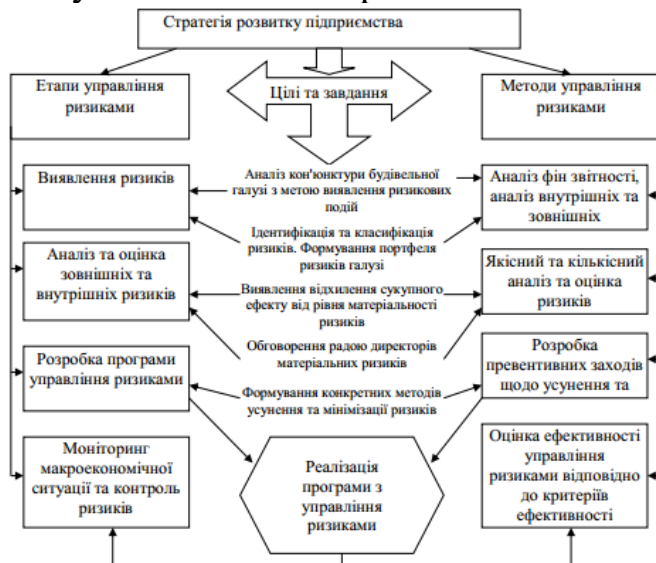 Стратегія розвитку підприємства
Етапи управління
ризиками
Цілі та завдання
Методи управління
ризиками
Виявлення ризиків
Аналіз кон'юнктури будівельної
галузі з метою виявлення ризикових
подій
Аналіз фін звітності,
аналіз внутрішніх та
зовнішніх
Ідентифікація та класифікація
ризиків. Формування портфеля
ризиків галузі
Аналіз та оцінка
зовнішніх та
внутрішніх ризиків
Виявлення відхилення сукупного
ефекту від рівня матеріальності
ризиків
Якісний та кількісний
аналіз та оцінка
ризиків
Обговорення радою директорів
матеріальних ризиків
Розробка програми
управління ризиками
Формування конкретних методів
усунення та мінімізації ризиків
Розробка
превентивних заходів
щодо усунення та
Моніторинг
макроекономічної
ситуації та контроль
ризиків
Реалізація
програми з
управління
ризиками
Оцінка ефективності
управління
ризиками відповідно
до критеріїв
ефективності